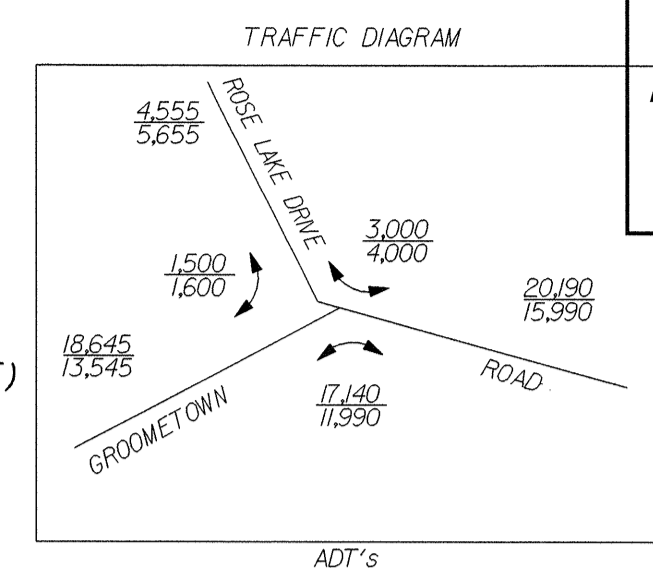 TRAFFIC DIAGRAM
4,555
5,655
ROSE LAKE DRIVE
3,000
4,000
1,500
1,600
20,190
15,990
18,645
13,545
ROAD
17,140
11,990
GROOMETOWN
ADT's